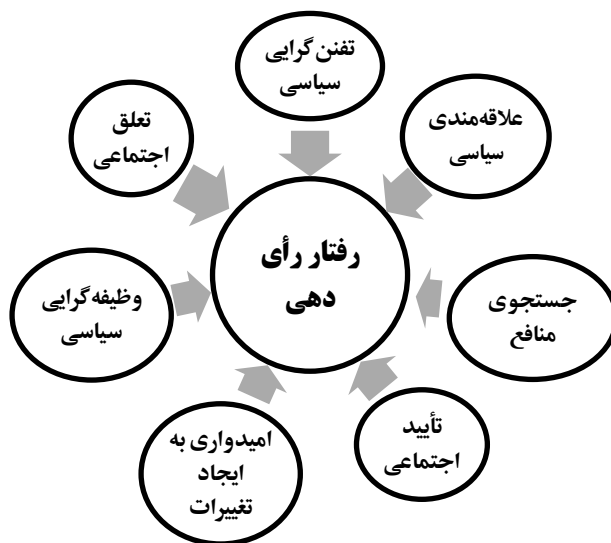 تفنن‌گرایی
سیاسی
علاقه‌مندی
سیاسی
تعلق
اجتماعی
رفتار رأی
دهی
وظیفه‌گرایی
سیاسی
جستجوی
منافع
تأیید
اجتماعی
امیدواری به
ایجاد
تغییرات